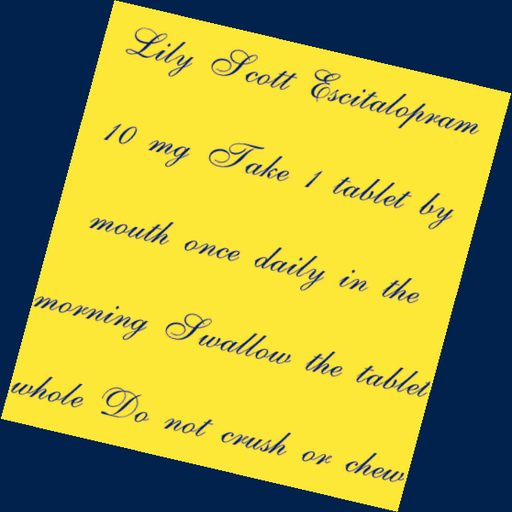 Lily Scott Escitalopram
10 mg Take 1 tablet by
mouth once daily in the
morning Swallow the tablet
whole Do not crush or chew